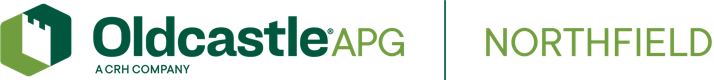 Oldcastle® APG NORTHFIELD
A CRH COMPANY